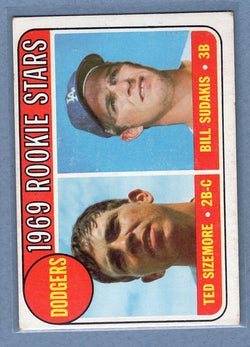 1969 ROOKIE STARS
DODGERS
TED SIZEMORE • 2B-C
BILL SUDAKIS • 3B